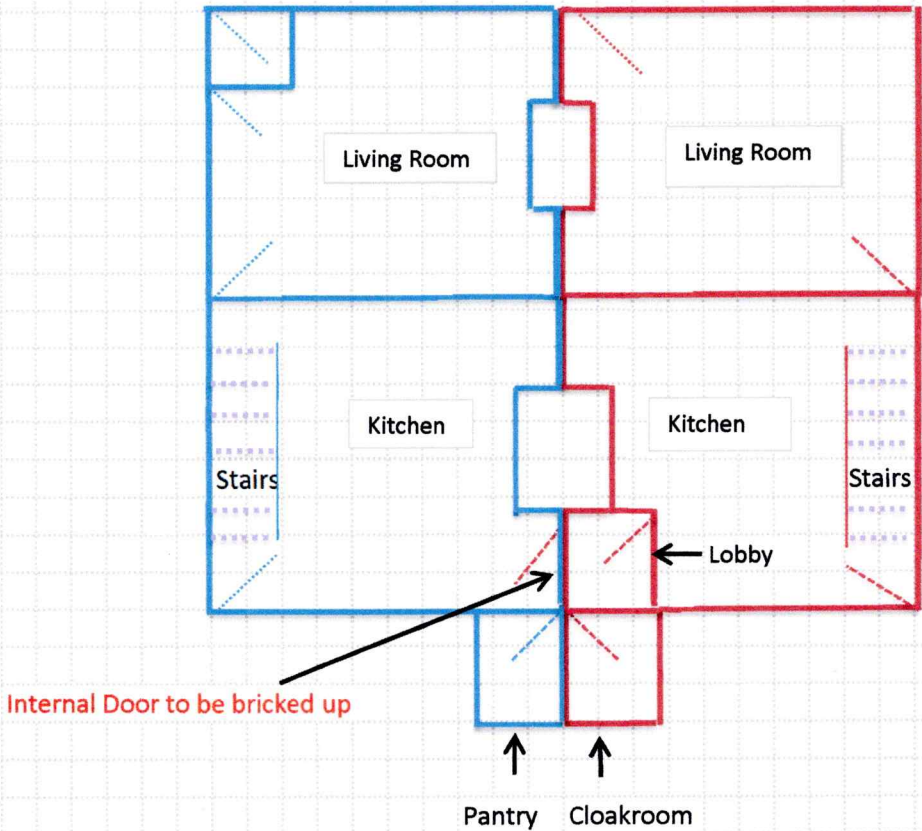 Living Room
Living Room
Kitchen
Kitchen
Stairs
Stairs
Lobby
Internal Door to be bricked up
Pantry
Cloakroom